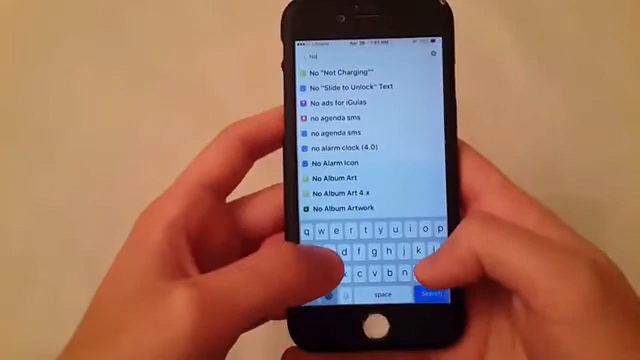 No
No "Not Charging"
No "Slide to Unlock" Text
No ads for iGuias
no agenda sms
no agenda sms
no alarm clock (4.0)
No Alarm Icon
No Album Art
No Album Art 4.x
No Album Artwork
q w e r t y u i o p
d f g h j k
x c v b n
space
Search